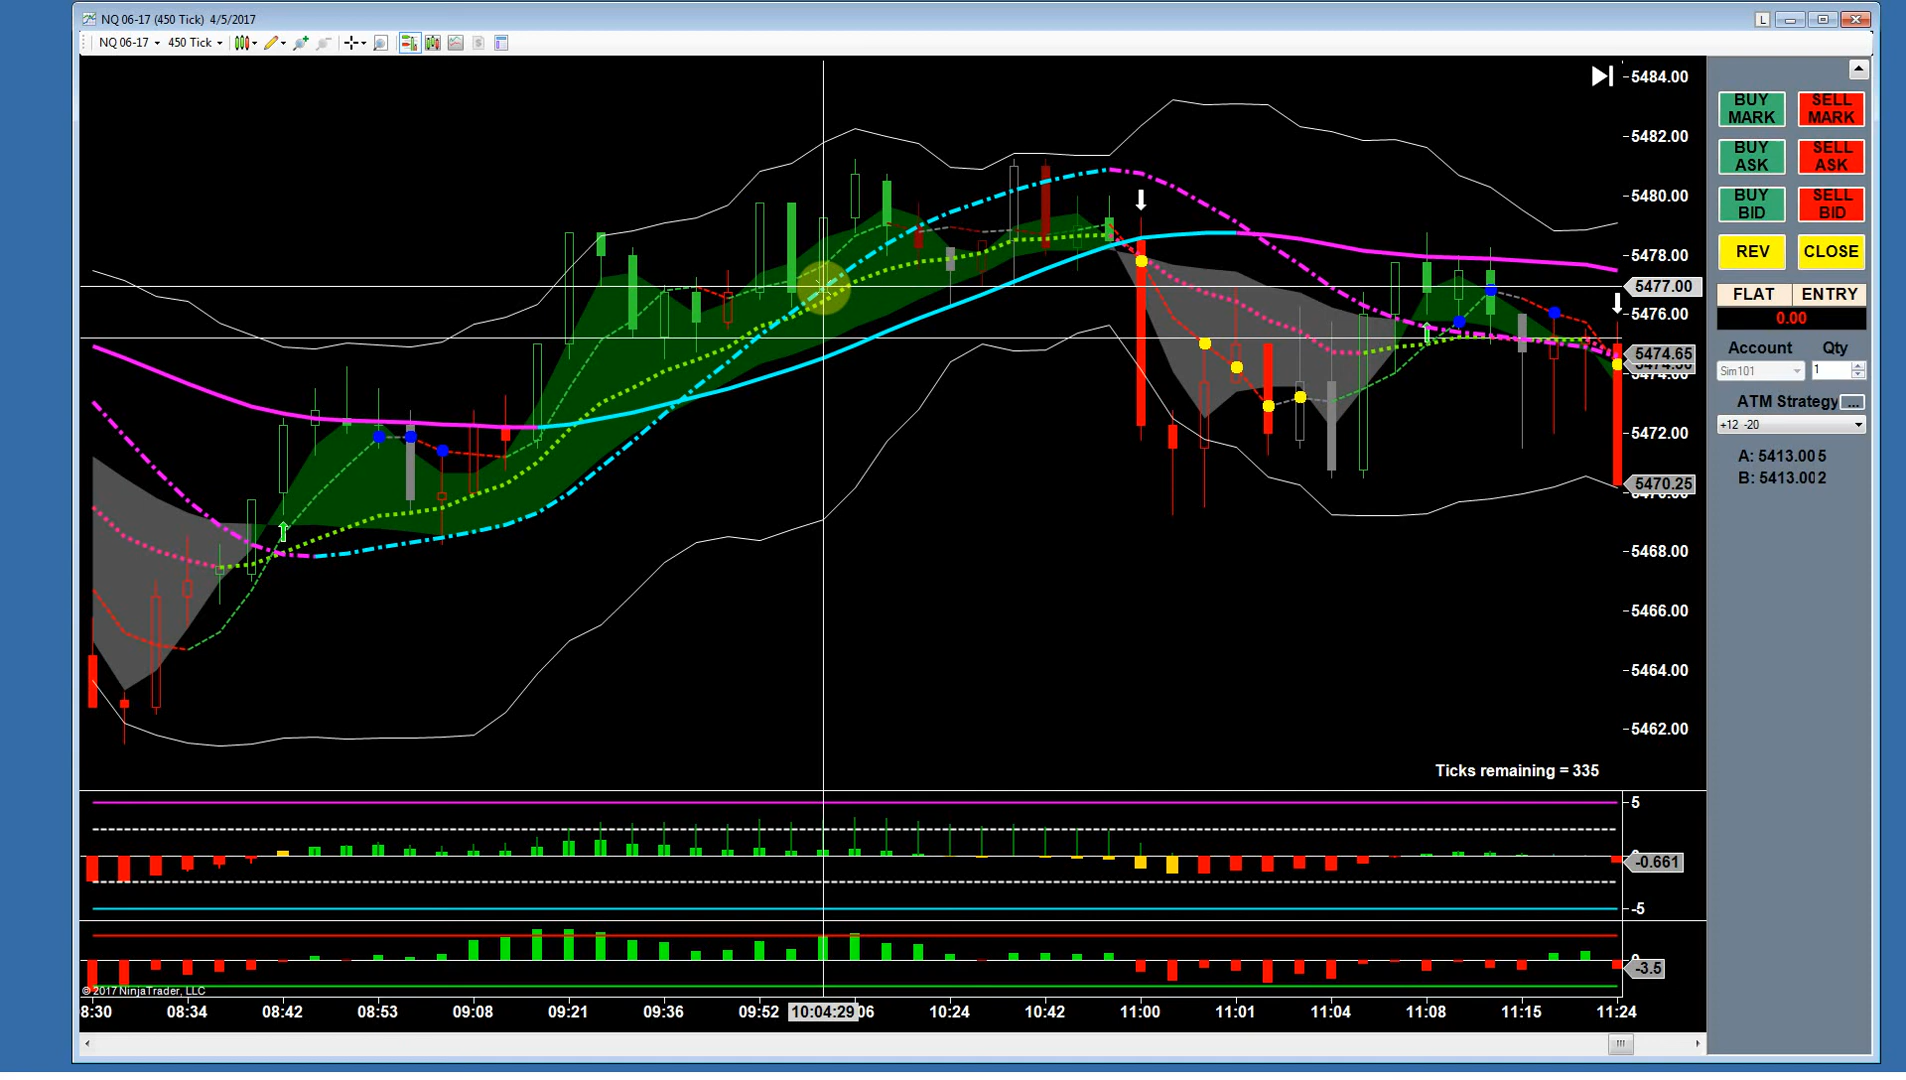 NQ 06-17 (450 Tick) 4/5/2017
L
NQ 06-17 450 Tick
5484.00
5482.00
5480.00
5478.00
5477.00
5476.00
5474.65
5472.00
5470.25
5468.00
5466.00
5464.00
5462.00
Ticks remaining = 335
5
-0.661
-5
-3.5
© 2017 NinjaTrader, LLC
8:30 08:34 08:42 08:53 09:08 09:21 09:36 09:52 10:04:29 06 10:24 10:42 11:00 11:01 11:04 11:08 11:15 11:24
BUY MARK
SELL MARK
BUY ASK
SELL ASK
BUY BID
SELL BID
REV CLOSE
FLAT ENTRY
0.00
Account Qty
Sim101 1
ATM Strategy ...
+12 -20
A: 5413.00 5
B: 5413.00 2